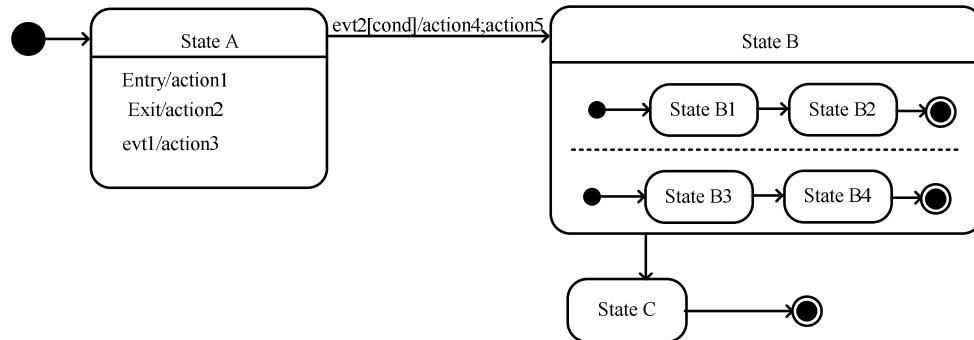 evt2[cond]/action4;action5
State A
State B
Entry/action1
Exit/action2
evt1/action3
State B1
State B2
State B3
State B4
State C